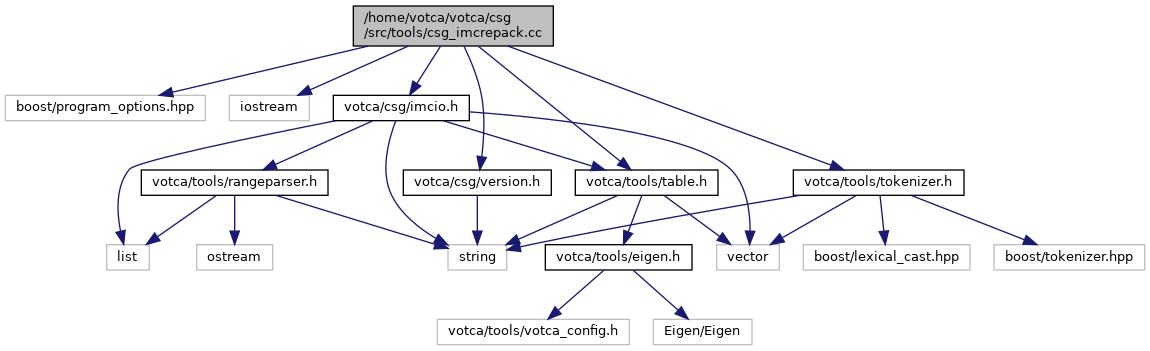 /home/votca/votca/csg
/src/tools/csg_imcrepack.cc
boost/program_options.hpp
iostream
votca/csg/imcio.h
votca/tools/rangeparser.h
votca/csg/version.h
votca/tools/table.h
votca/tools/tokenizer.h
list
ostream
string
votca/tools/eigen.h
vector
boost/lexical_cast.hpp
boost/tokenizer.hpp
votca/tools/votca_config.h
Eigen/Eigen